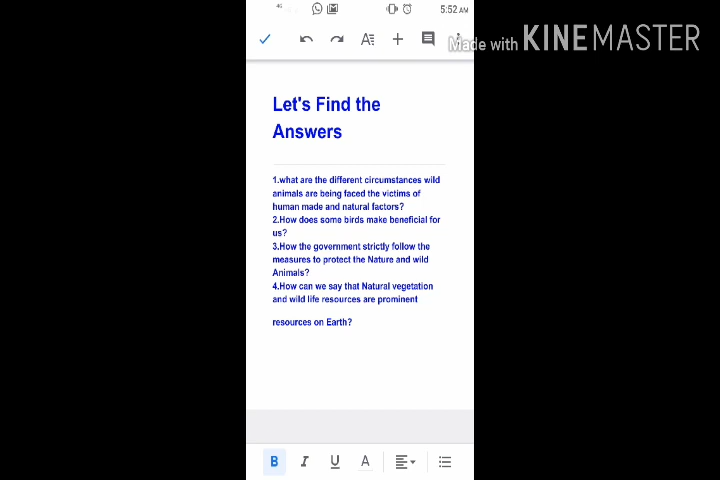 4G
5:52 AM
Made with KINEMASTER
Let's Find the
Answers
1.what are the different circumstances wild
animals are being faced the victims of
human made and natural factors?
2.How does some birds make beneficial for
us?
3.How the government strictly follow the
measures to protect the Nature and wild
Animals?
4.How can we say that Natural vegetation
and wild life resources are prominent
resources on Earth?
B I U A